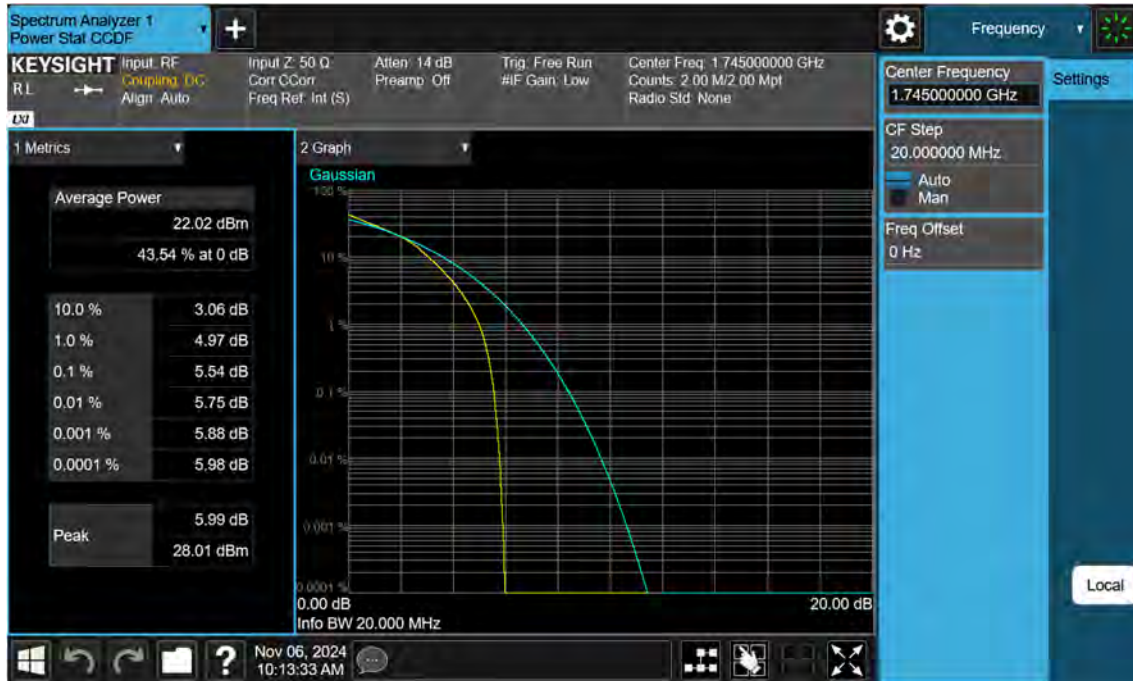 Spectrum Analyzer 1
Power Stat CCDF
+
Frequency
KEYSIGHT
RL
LXI
Input: RF
Coupling: DC
Align: Auto
Input Z: 50 Ω
Corr CCorr
Freq Ref: Int (S)
Atten: 14 dB
Preamp: Off
Trig: Free Run
#IF Gain: Low
Center Freq: 1.745000000 GHz
Counts: 2.00 M/2.00 Mpt
Radio Std: None
Center Frequency
1.745000000 GHz
Settings
CF Step
20.000000 MHz
Auto
Man
Freq Offset
0 Hz
1 Metrics
Average Power
22.02 dBm
43.54 % at 0 dB
10.0 % 3.06 dB
1.0 % 4.97 dB
0.1 % 5.54 dB
0.01 % 5.75 dB
0.001 % 5.88 dB
0.0001 % 5.98 dB
Peak
5.99 dB
28.01 dBm
2 Graph
Gaussian
100 %
10 %
1 %
0.1 %
0.01 %
0.001 %
0.0001 %
0.00 dB 20.00 dB
Info BW 20.000 MHz
Local
?
Nov 06, 2024
10:13:33 AM